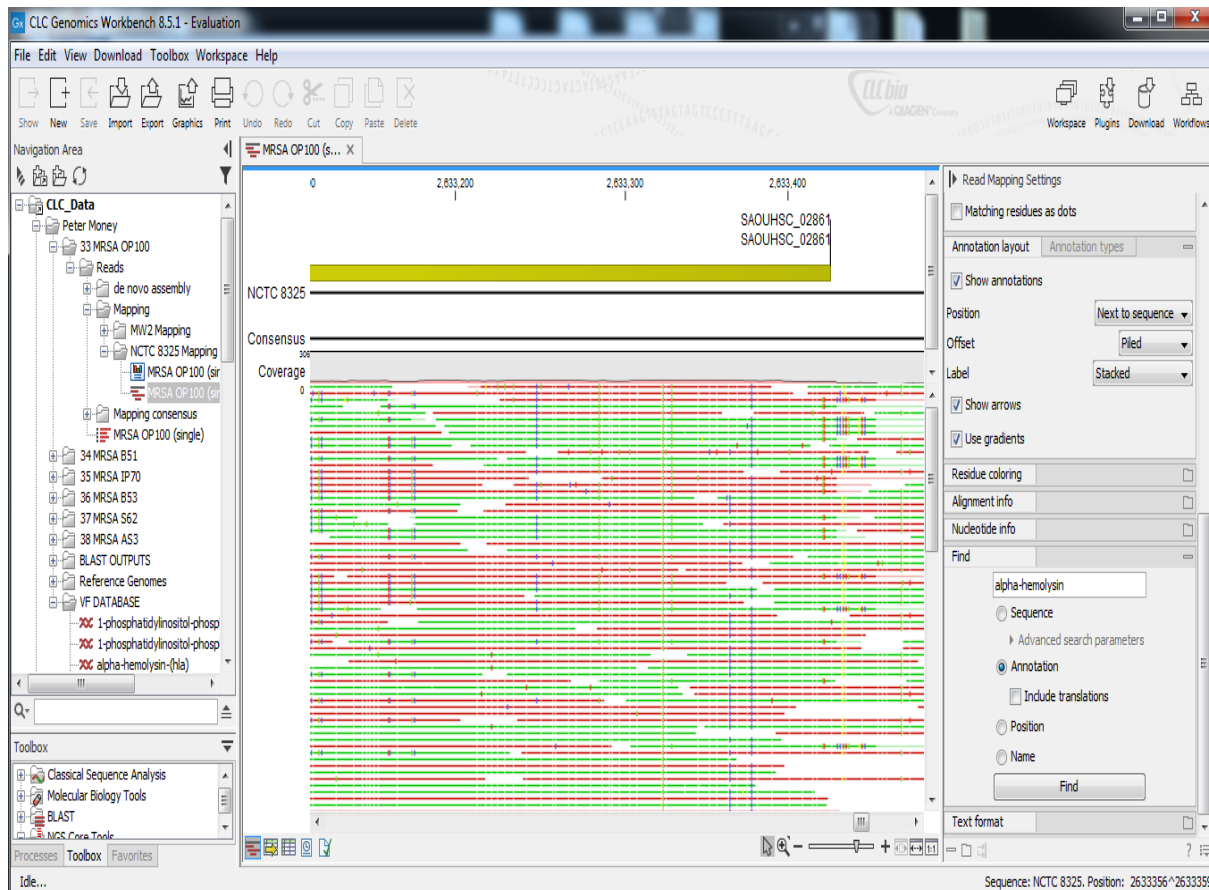 CLC Genomics Workbench 8.5.1 - Evaluation
File Edit View Download Toolbox Workspace Help
Show New Save Import Export Graphics Print Undo Redo Cut Copy Paste Delete
CLCbio
A QIAGEN Company
Workspace Plugins Download Workflows
Navigation Area
CLC_Data
Peter Money
33 MRSA OP100
Reads
de novo assembly
Mapping
MW2 Mapping
NCTC 8325 Mapping
MRSA OP100 (sir
MRSA OP100 (sir
Mapping consensus
MRSA OP100 (single)
34 MRSA B51
35 MRSA IP70
36 MRSA B53
37 MRSA S62
38 MRSA AS3
BLAST OUTPUTS
Reference Genomes
VF DATABASE
1-phosphatidylinositol-phosp
1-phosphatidylinositol-phosp
alpha-hemolysin-(hla)
Toolbox
Classical Sequence Analysis
Molecular Biology Tools
BLAST
NGS Core Tools
Processes Toolbox Favorites
Idle...
MRSA OP100 (s... X
0 2,633,200 2,633,300 2,633,400
SAOUHSC_02861
SAOUHSC_02861
NCTC 8325
Consensus
306
Coverage
0
Read Mapping Settings
Matching residues as dots
Annotation layout Annotation types
Show annotations
Position Next to sequence
Offset Piled
Label Stacked
Show arrows
Use gradients
Residue coloring
Alignment info
Nucleotide info
Find
alpha-hemolysin
Sequence
Advanced search parameters
Annotation
Include translations
Position
Name
Find
Text format
Sequence: NCTC 8325. Position: 2633356^2633359